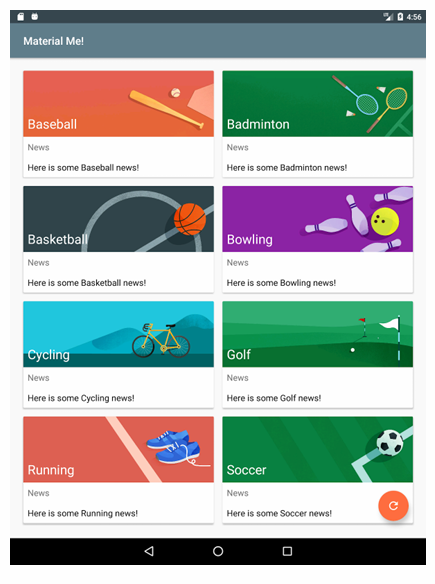 4:56
Material Me!
Baseball
News
Here is some Baseball news!
Badminton
News
Here is some Badminton news!
Basketball
News
Here is some Basketball news!
Bowling
News
Here is some Bowling news!
Cycling
News
Here is some Cycling news!
Golf
News
Here is some Golf news!
Running
News
Here is some Running news!
Soccer
News
Here is some Soccer news!